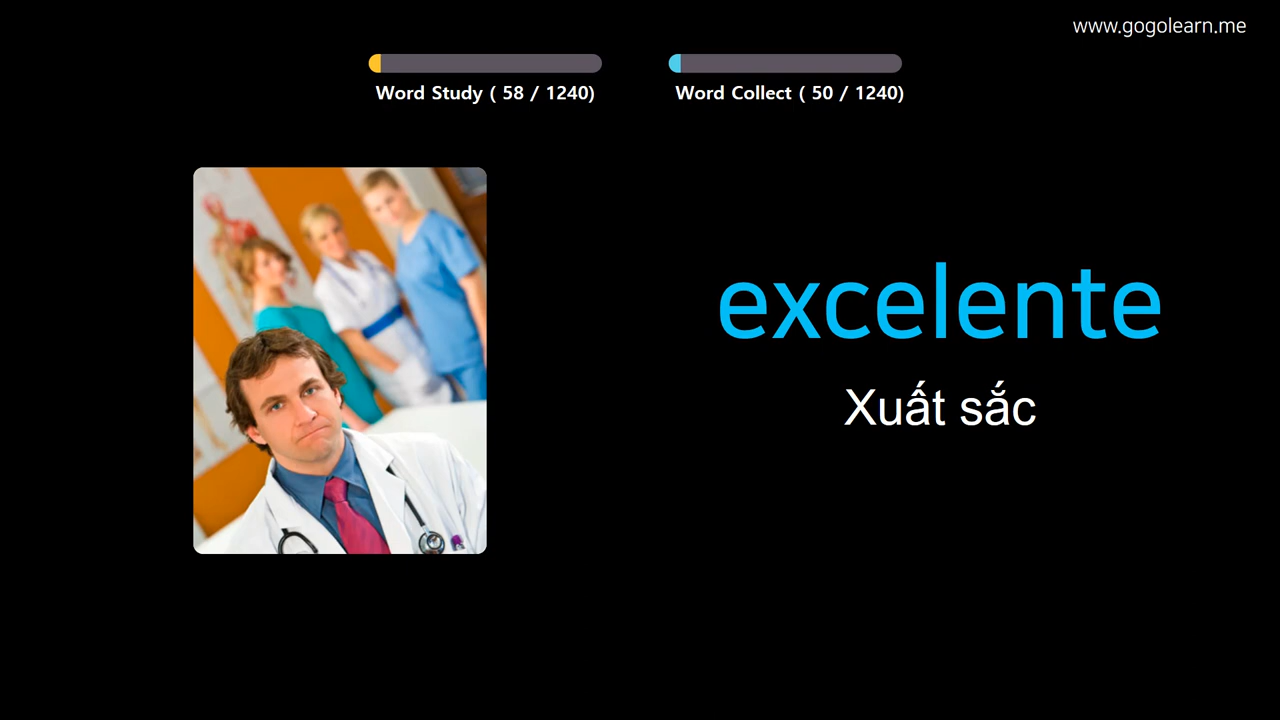 www.gogolearn.me
Word Study ( 58 / 1240)
Word Collect ( 50 / 1240)
excelente
Xuất sắc